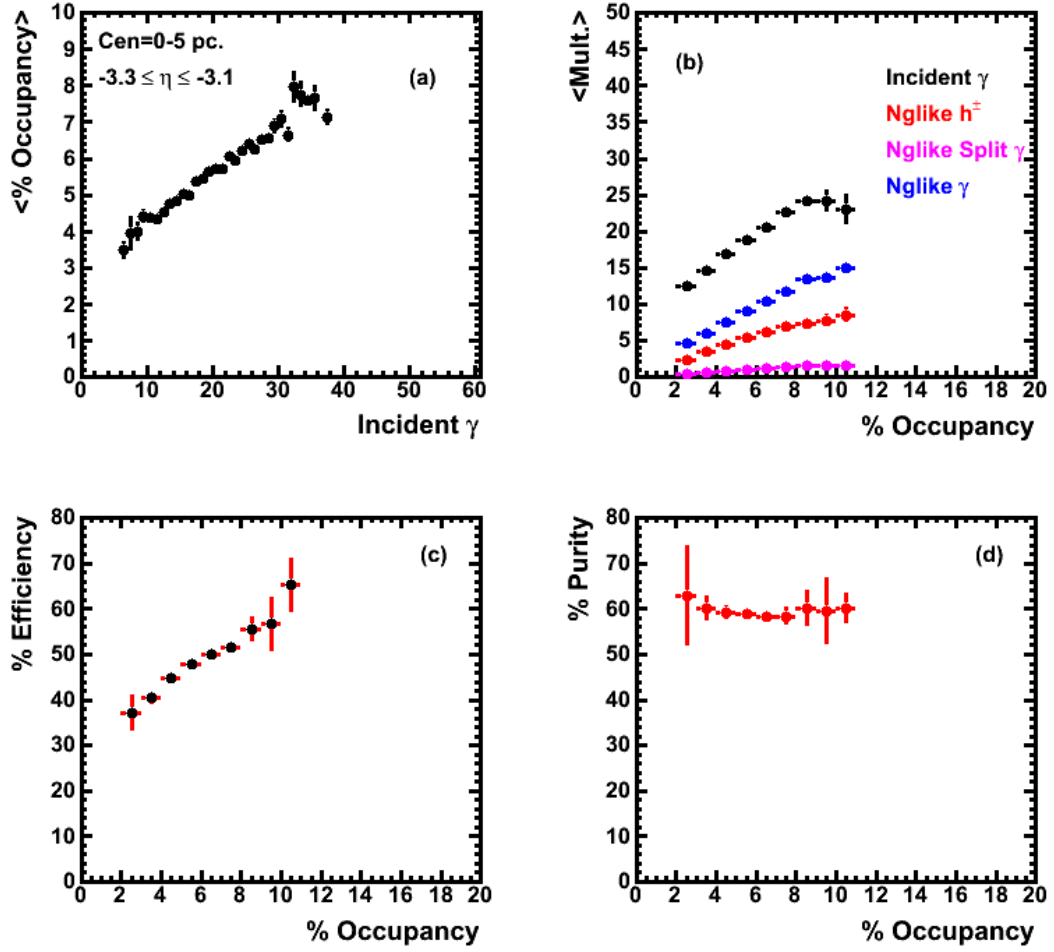 <% Occupancy>
10
9
8
7
6
5
4
3
2
1
0
Cen=0-5 pc.
-3.3 ≤ η ≤ -3.1
(a)
0 10 20 30 40 50 60
Incident γ
<Mult.>
50
45
40
35
30
25
20
15
10
5
0
(b)
Incident γ
Nglike h±
Nglike Split γ
Nglike γ
0 2 4 6 8 10 12 14 16 18 20
% Occupancy
% Efficiency
80
70
60
50
40
30
20
10
0
(c)
0 2 4 6 8 10 12 14 16 18 20
% Occupancy
% Purity
80
70
60
50
40
30
20
10
0
(d)
0 2 4 6 8 10 12 14 16 18 20
% Occupancy